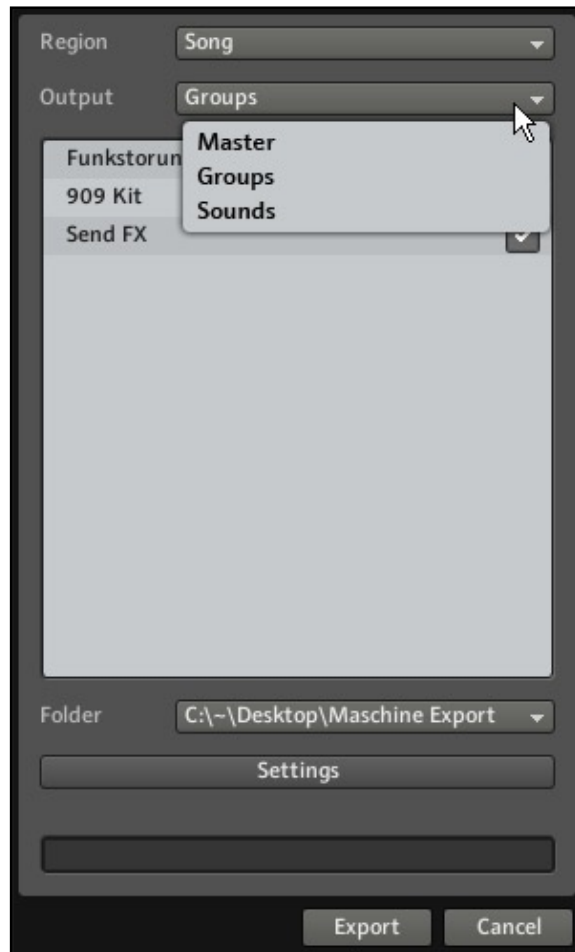 Region Song
Output Groups
Master
Groups
Sounds
Funkstorun
909 Kit
Send FX
Folder C:\~\Desktop\Maschine Export
Settings
Export Cancel